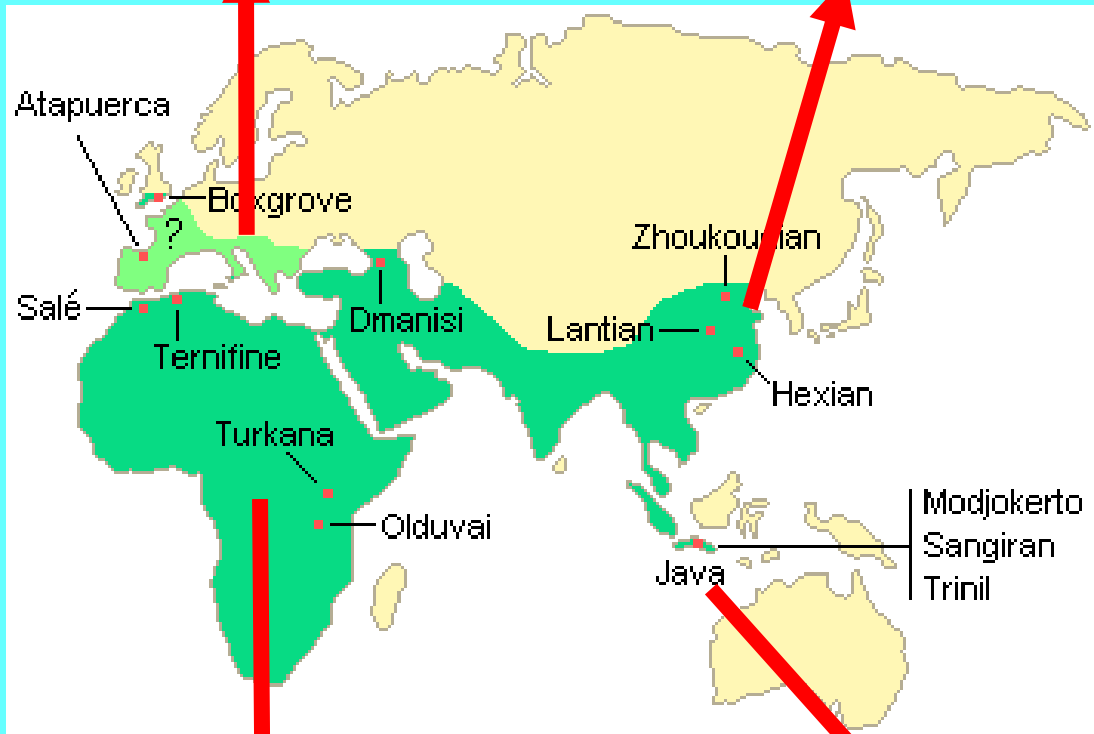 Atapuerca
Boxgrove
?
Zhoukoudian
Salé
Dmanisi
Lantian
Ternifine
Hexian
Turkana
Modjokerto
Olduvai
Sangiran
Java
Trinil